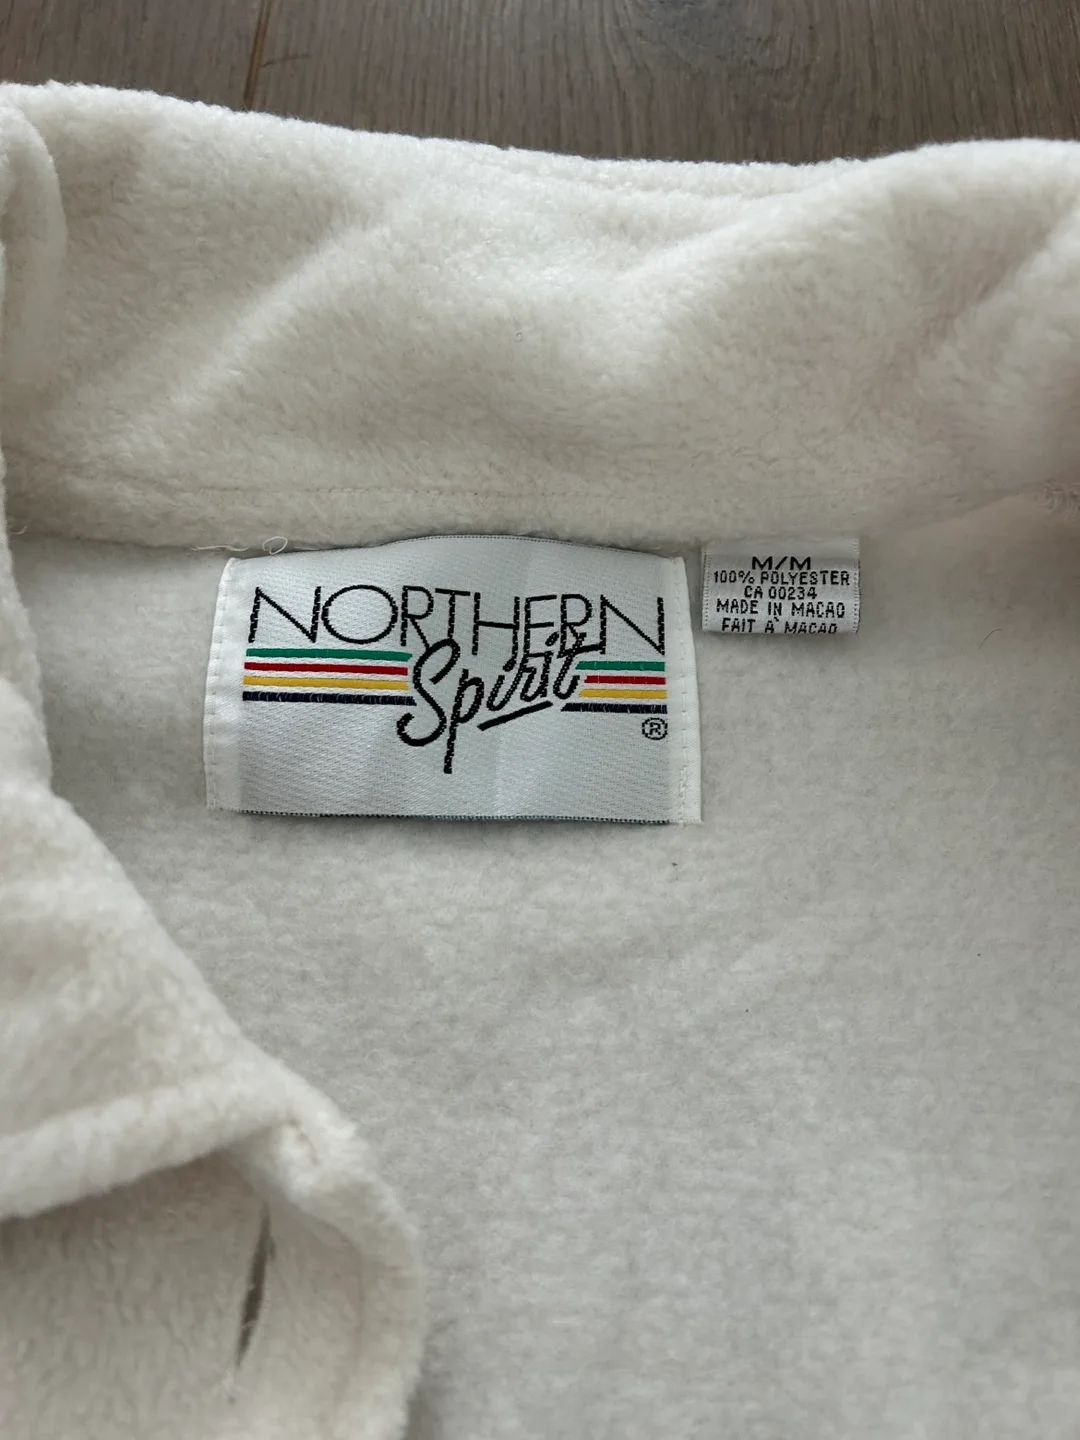 NORTHERN
Spirit
®
M/M
100% POLYESTER
CA 00234
MADE IN MACAO
FAIT À MACAO